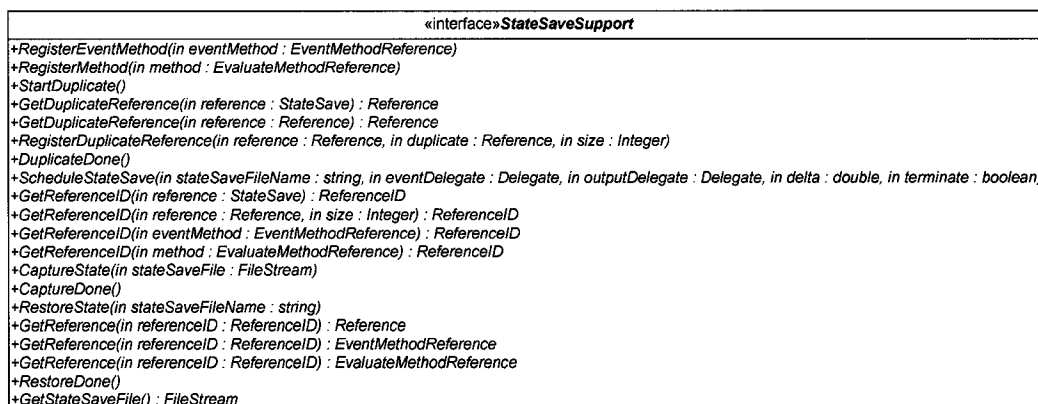 «interface»StateSaveSupport
+RegisterEventMethod(in eventMethod : EventMethodReference)
+RegisterMethod(in method : EvaluateMethodReference)
+StartDuplicate()
+GetDuplicateReference(in reference : StateSave) : Reference
+GetDuplicateReference(in reference : Reference) : Reference
+RegisterDuplicateReference(in reference : Reference, in duplicate : Reference, in size : Integer)
+DuplicateDone()
+ScheduleStateSave(in stateSaveFileName : string, in eventDelegate : Delegate, in outputDelegate : Delegate, in delta : double, in terminate : boolean)
+GetReferenceID(in reference : StateSave) : ReferenceID
+GetReferenceID(in reference : Reference, in size : Integer) : ReferenceID
+GetReferenceID(in eventMethod : EventMethodReference) : ReferenceID
+GetReferenceID(in method : EvaluateMethodReference) : ReferenceID
+CaptureState(in stateSaveFile : FileStream)
+CaptureDone()
+RestoreState(in stateSaveFileName : string)
+GetReference(in referenceID : ReferenceID) : Reference
+GetReference(in referenceID : ReferenceID) : EventMethodReference
+GetReference(in referenceID : ReferenceID) : EvaluateMethodReference
+RestoreDone()
+GetStateSaveFile() : FileStream